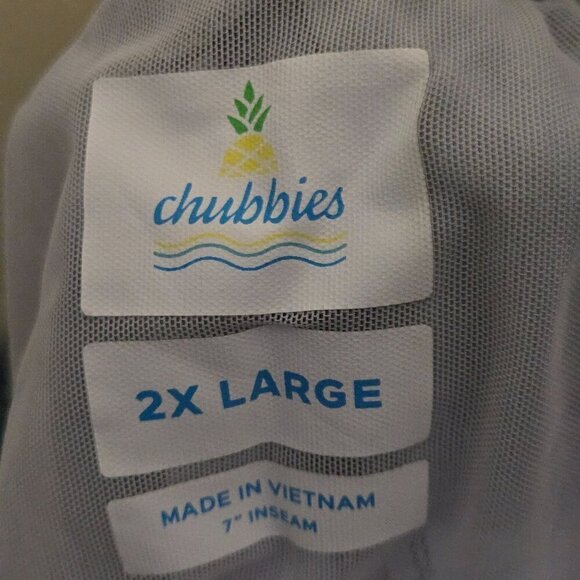 chubbies
2X LARGE
MADE IN VIETNAM
7" INSEAM